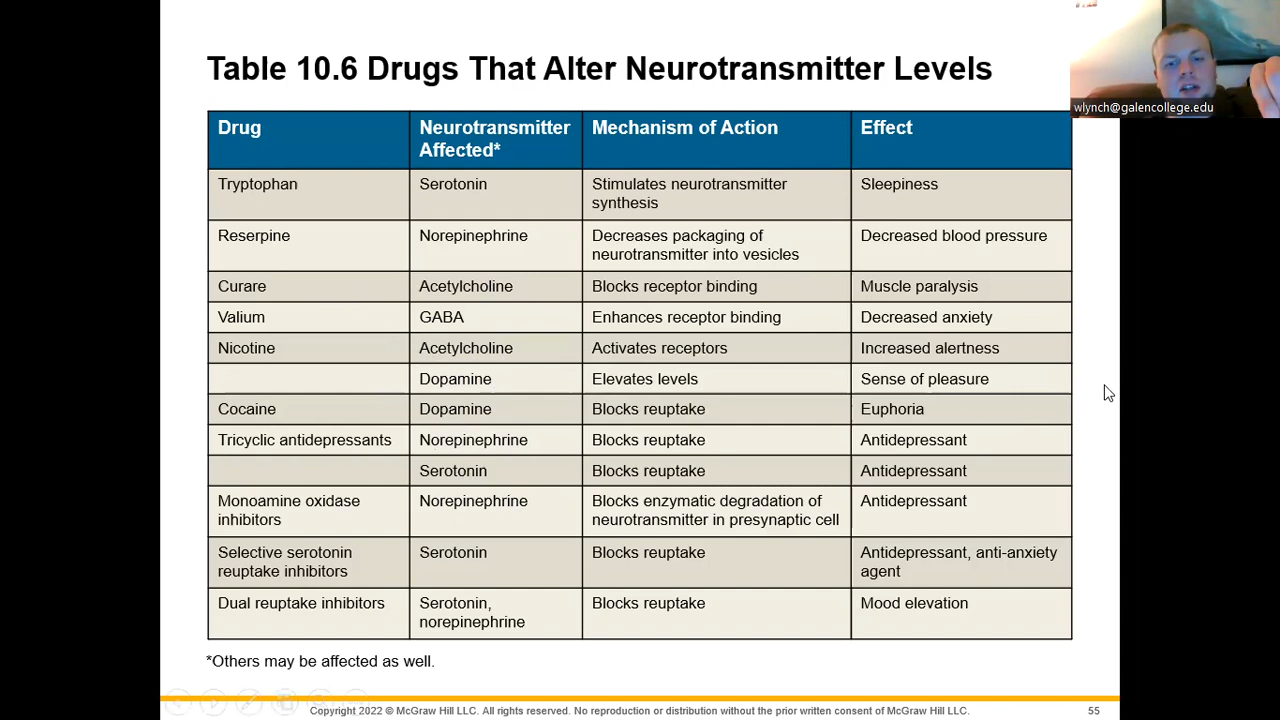 Table 10.6 Drugs That Alter Neurotransmitter Levels
wlynch@galencollege.edu
Drug
Neurotransmitter
Affected*
Mechanism of Action
Effect
Tryptophan
Serotonin
Stimulates neurotransmitter
synthesis
Sleepiness
Reserpine
Norepinephrine
Decreases packaging of
neurotransmitter into vesicles
Decreased blood pressure
Curare
Acetylcholine
Blocks receptor binding
Muscle paralysis
Valium
GABA
Enhances receptor binding
Decreased anxiety
Nicotine
Acetylcholine
Activates receptors
Increased alertness
Dopamine
Elevates levels
Sense of pleasure
Cocaine
Dopamine
Blocks reuptake
Euphoria
Tricyclic antidepressants
Norepinephrine
Blocks reuptake
Antidepressant
Serotonin
Blocks reuptake
Antidepressant
Monoamine oxidase
inhibitors
Norepinephrine
Blocks enzymatic degradation of
neurotransmitter in presynaptic cell
Antidepressant
Selective serotonin
reuptake inhibitors
Serotonin
Blocks reuptake
Antidepressant, anti-anxiety
agent
Dual reuptake inhibitors
Serotonin,
norepinephrine
Blocks reuptake
Mood elevation
*Others may be affected as well.
Copyright 2022 © McGraw Hill LLC. All rights reserved. No reproduction or distribution without the prior written consent of McGraw Hill LLC.
55